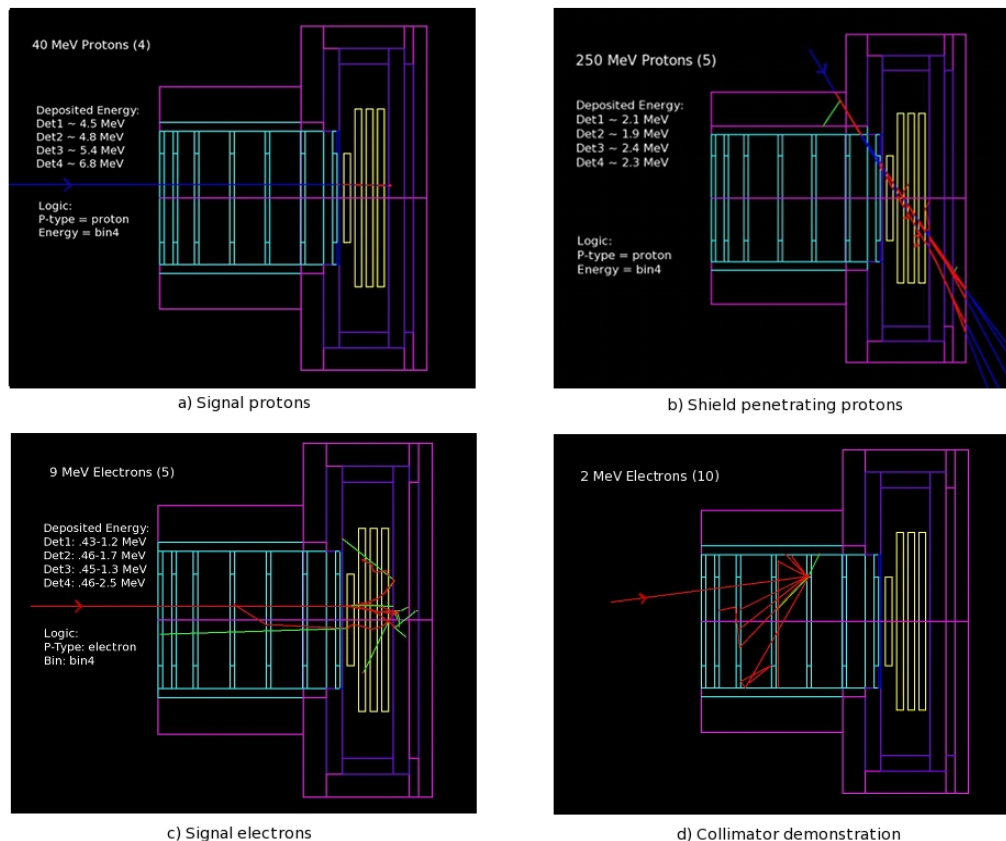 40 MeV Protons (4)
Deposited Energy:
Det1 ~ 4.5 MeV
Det2 ~ 4.8 MeV
Det3 ~ 5.4 MeV
Det4 ~ 6.8 MeV
Logic:
P-type = proton
Energy = bin4
a) Signal protons
250 MeV Protons (5)
Deposited Energy:
Det1 ~ 2.1 MeV
Det2 ~ 1.9 MeV
Det3 ~ 2.4 MeV
Det4 ~ 2.3 MeV
Logic:
P-type = proton
Energy = bin4
b) Shield penetrating protons
9 MeV Electrons (5)
Deposited Energy:
Det1: .43-1.2 MeV
Det2: .46-1.7 MeV
Det3: .45-1.3 MeV
Det4: .46-2.5 MeV
Logic:
P-Type: electron
Bin: bin4
c) Signal electrons
2 MeV Electrons (10)
d) Collimator demonstration